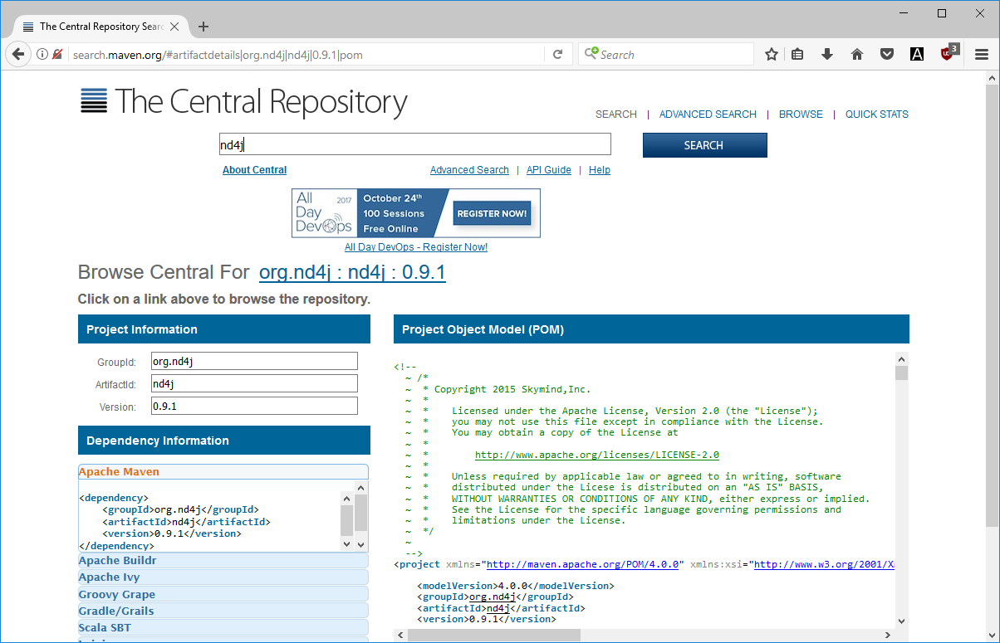 The Central Repository Searc
search.maven.org/#artifactdetails|org.nd4j|nd4j|0.9.1|pom
Search
3
The Central Repository
SEARCH | ADVANCED SEARCH | BROWSE | QUICK STATS
nd4j
SEARCH
About Central
Advanced Search | API Guide | Help
All Day DevOps 2017
October 24th
100 Sessions
Free Online
REGISTER NOW!
All Day DevOps - Register Now!
Browse Central For org.nd4j : nd4j : 0.9.1
Click on a link above to browse the repository.
Project Information
GroupId: org.nd4j
ArtifactId: nd4j
Version: 0.9.1
Dependency Information
Apache Maven
<dependency>
    <groupId>org.nd4j</groupId>
    <artifactId>nd4j</artifactId>
    <version>0.9.1</version>
</dependency>
Apache Buildr
Apache Ivy
Groovy Grape
Gradle/Grails
Scala SBT
Project Object Model (POM)
<!--
  ~ /*
  ~  * Copyright 2015 Skymind,Inc.
  ~  *
  ~  *    Licensed under the Apache License, Version 2.0 (the "License");
  ~  *    you may not use this file except in compliance with the License.
  ~  *    You may obtain a copy of the License at
  ~  *
  ~  *        http://www.apache.org/licenses/LICENSE-2.0
  ~  *
  ~  *    Unless required by applicable law or agreed to in writing, software
  ~  *    distributed under the Licese is distributed on an "AS IS" BASIS,
  ~  *    WITHOUT WARRANTIES OR CONDITIONS OF ANY KIND, either express or implied.
  ~  *    See the License for the specific language governing permissions and
  ~  *    limitations under the License.
  ~  */
  ~
  -->
<project xmlns="http://maven.apache.org/POM/4.0.0" xmlns:xsi="http://www.w3.org/2001/X
    <modelVersion>4.0.0</modelVersion>
    <groupId>org.nd4j</groupId>
    <artifactId>nd4j</artifactId>
    <version>0.9.1</version>